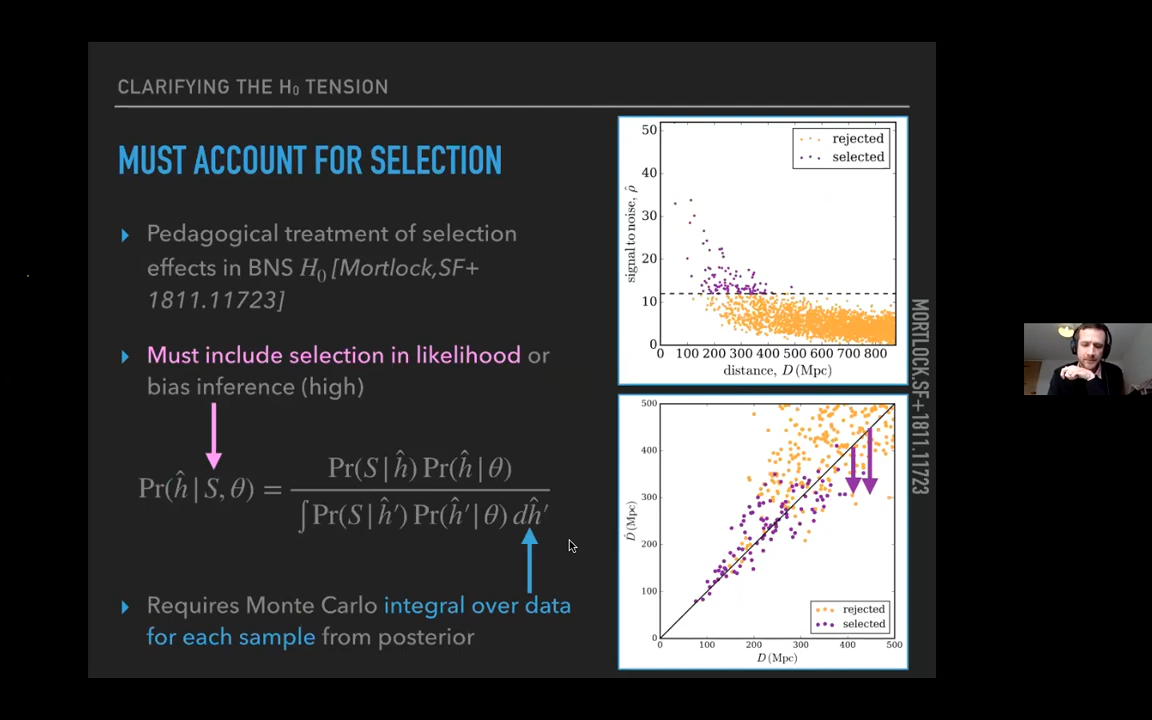 CLARIFYING THE H₀ TENSION
MUST ACCOUNT FOR SELECTION
Pedagogical treatment of selection
effects in BNS H₀ [Mortlock,SF+
1811.11723]
Must include selection in likelihood or
bias inference (high)
Pr(ĥ | S, θ) = Pr(S | ĥ) Pr(ĥ | θ) / ∫ Pr(S | ĥ′) Pr(ĥ′ | θ) dĥ′
Requires Monte Carlo integral over data
for each sample from posterior
rejected
selected
signal to noise, ρ̂
50
40
30
20
10
0
0 100 200 300 400 500 600 700 800
distance, D (Mpc)
D̂ (Mpc)
500
400
300
200
100
0
rejected
selected
0 100 200 300 400 500
D (Mpc)
MORTLOCK,SF+1811.11723